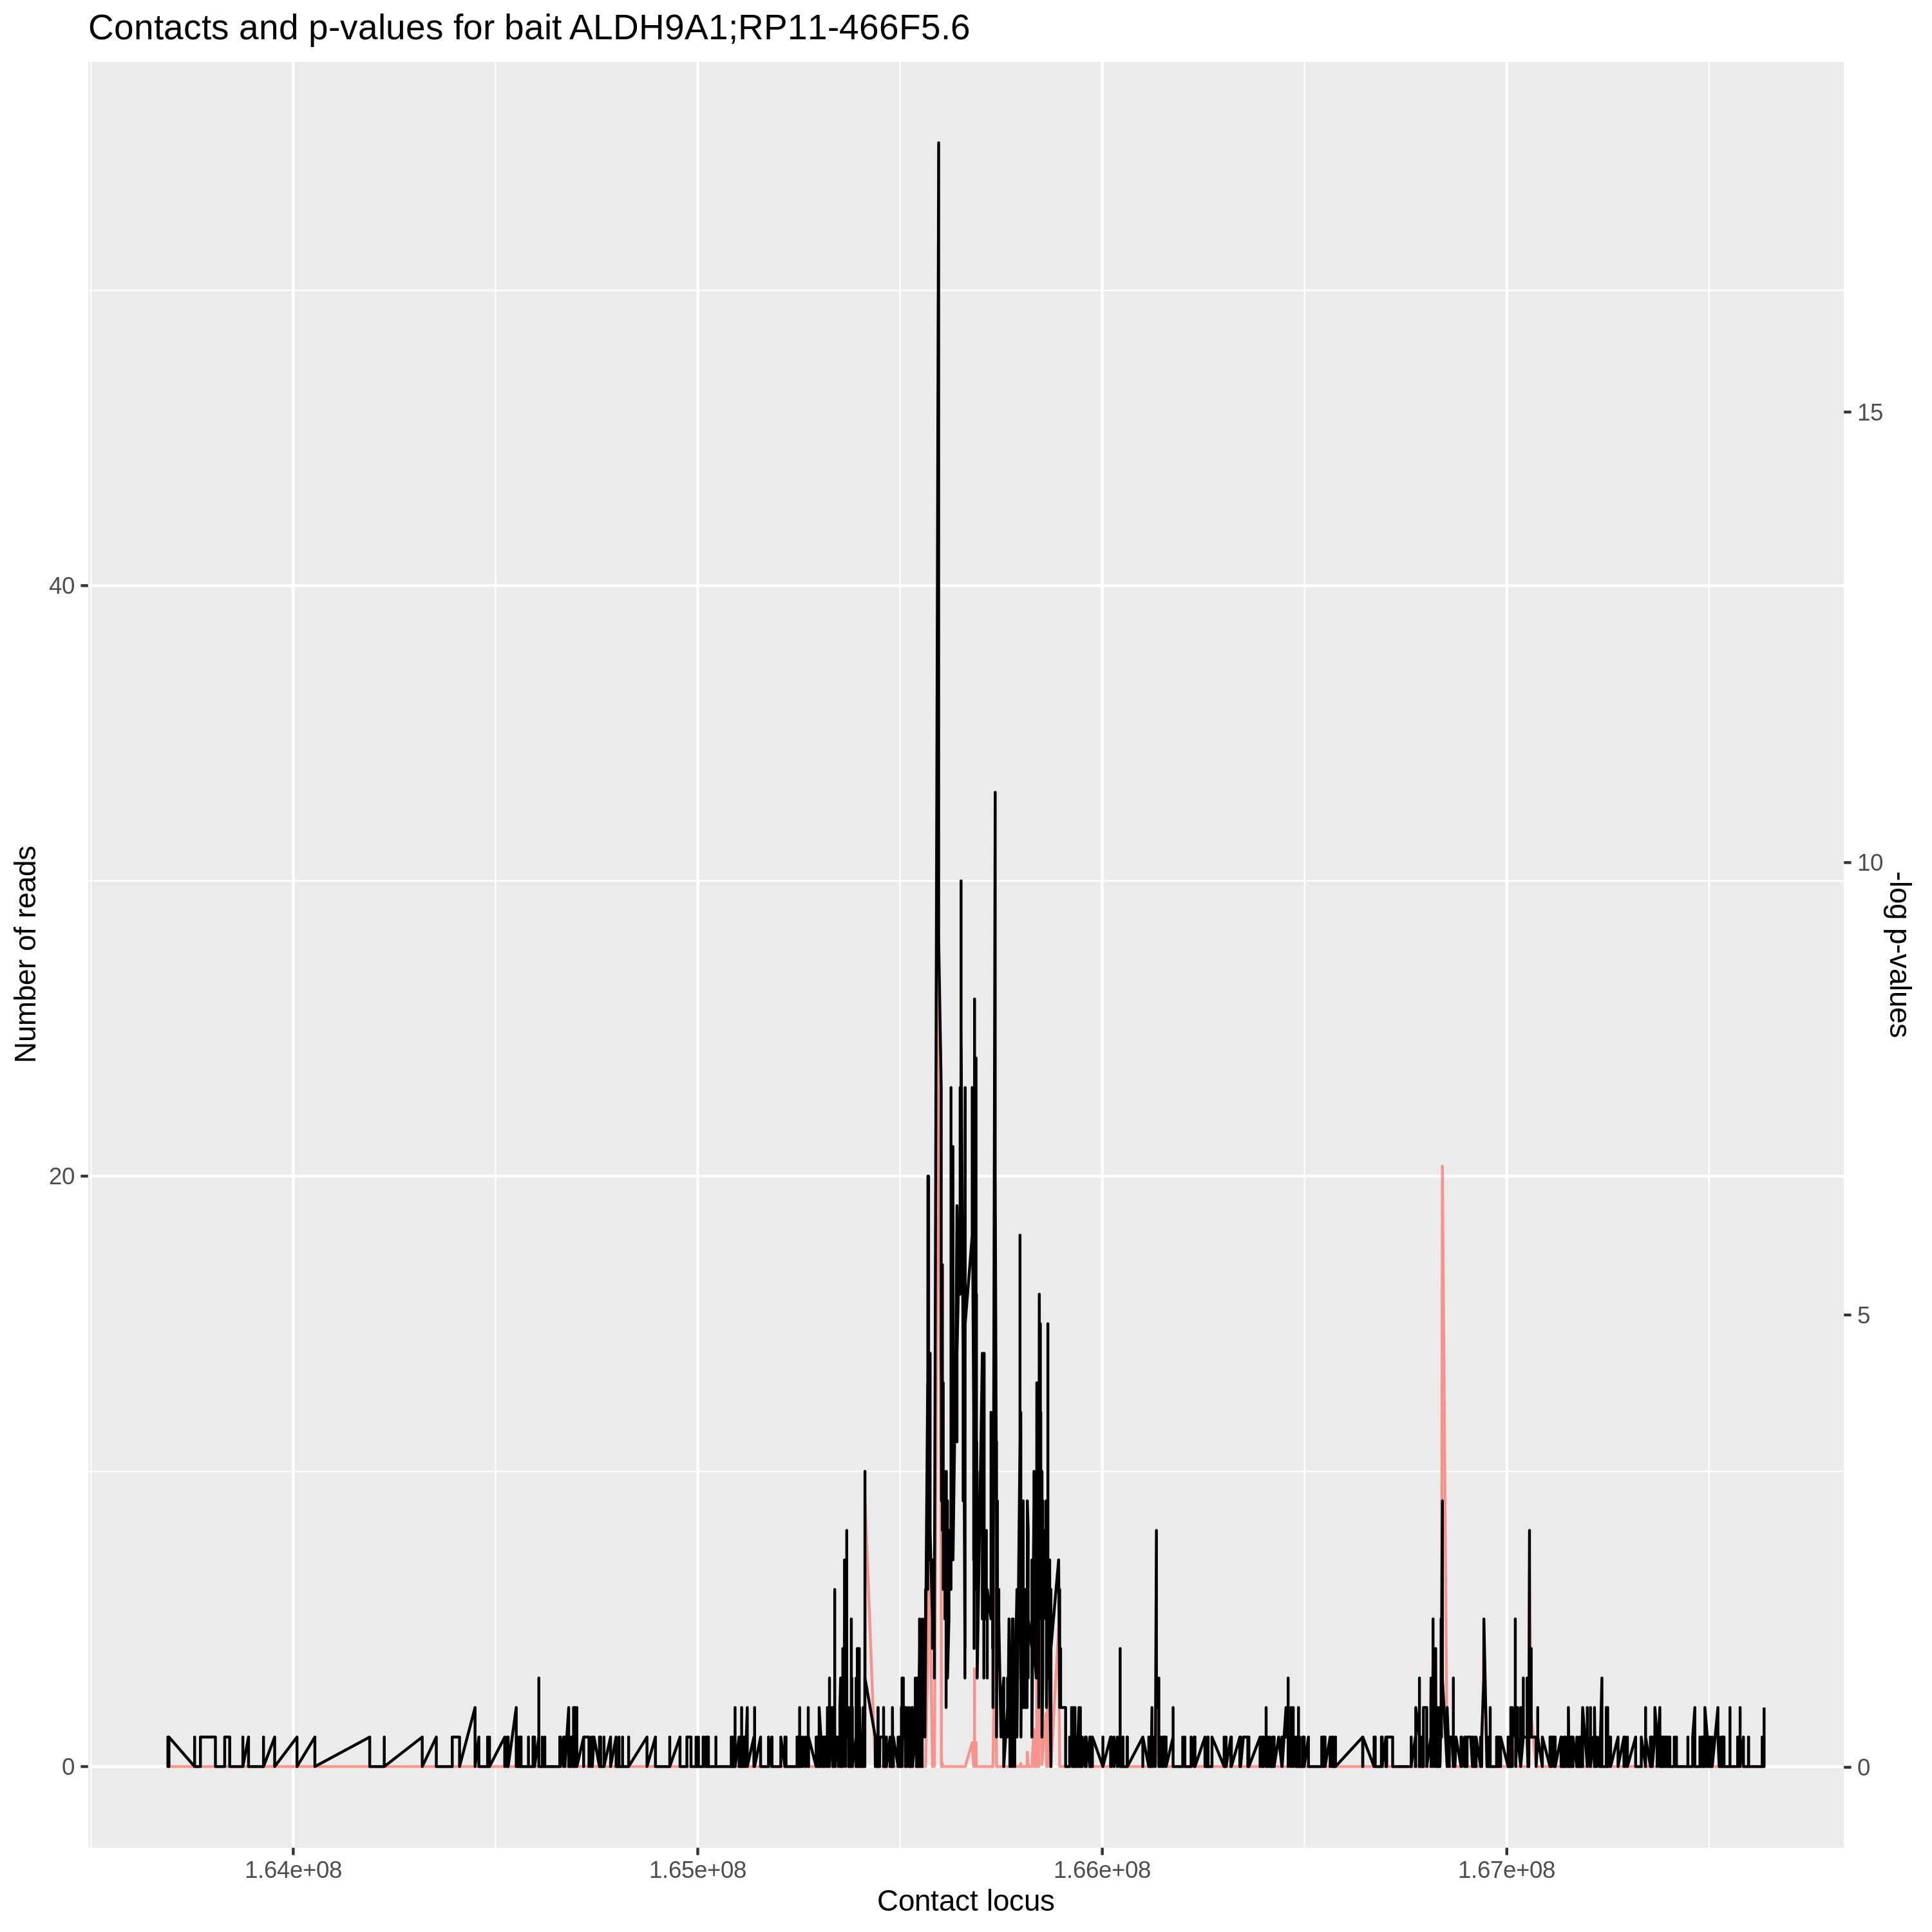 Contacts and p-values for bait ALDH9A1;RP11-466F5.6
40
20
0
15
10
5
0
Number of reads
-log p-values
1.64e+08
1.65e+08
1.66e+08
1.67e+08
Contact locus